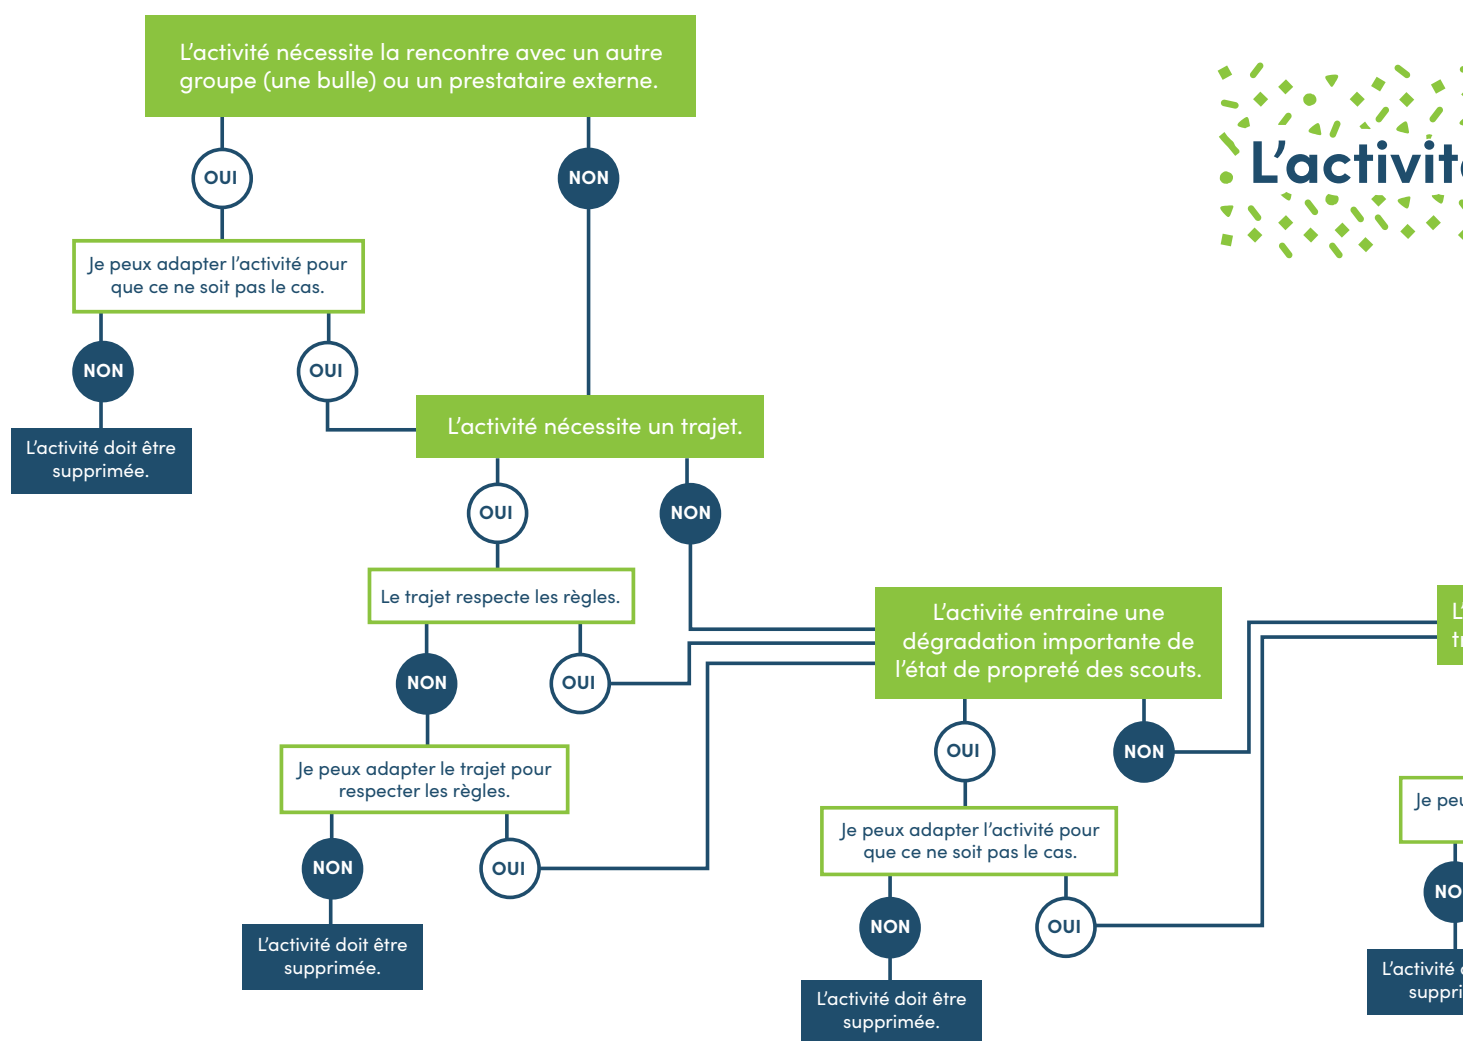 L'activité nécessite la rencontre avec un autre
groupe (une bulle) ou un prestataire externe.
OUI
NON
Je peux adapter l'activité pour
que ce ne soit pas le cas.
NON
OUI
L'activité doit être
supprimée.
L'activité nécessite un trajet.
OUI
NON
Le trajet respecte les règles.
NON
OUI
Je peux adapter le trajet pour
respecter les règles.
NON
OUI
L'activité doit être
supprimée.
L'activité entraine une
dégradation importante de
l'état de propreté des scouts.
OUI
NON
Je peux adapter l'activité pour
que ce ne soit pas le cas.
NON
OUI
L'activité doit être
supprimée.
L'activité
Je
L'activité